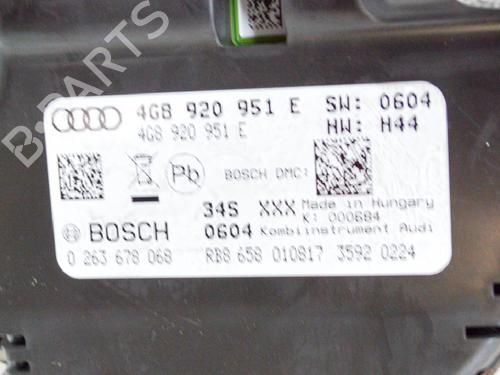 B-PARTS
4G8 920 951 E SW: 0604
4G8 920 951 E HW: H44
Pb BOSCH DMC:
34S XXX Made in Hungary
K: 000684
BOSCH 0604 Kombiinstrument Audi
0 263 678 068 RB8 658 010817 3592 0224